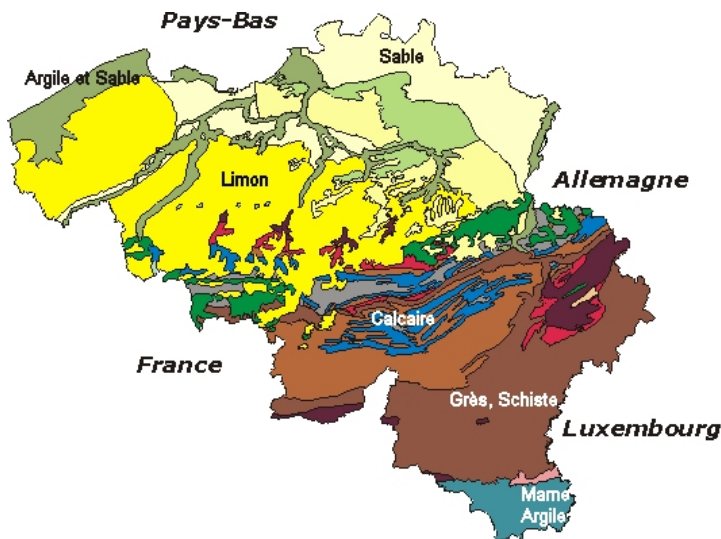 Pays-Bas
Sable
Argile et Sable
Limon
Allemagne
Calcaire
France
Grès, Schiste
Luxembourg
Marne
Argile